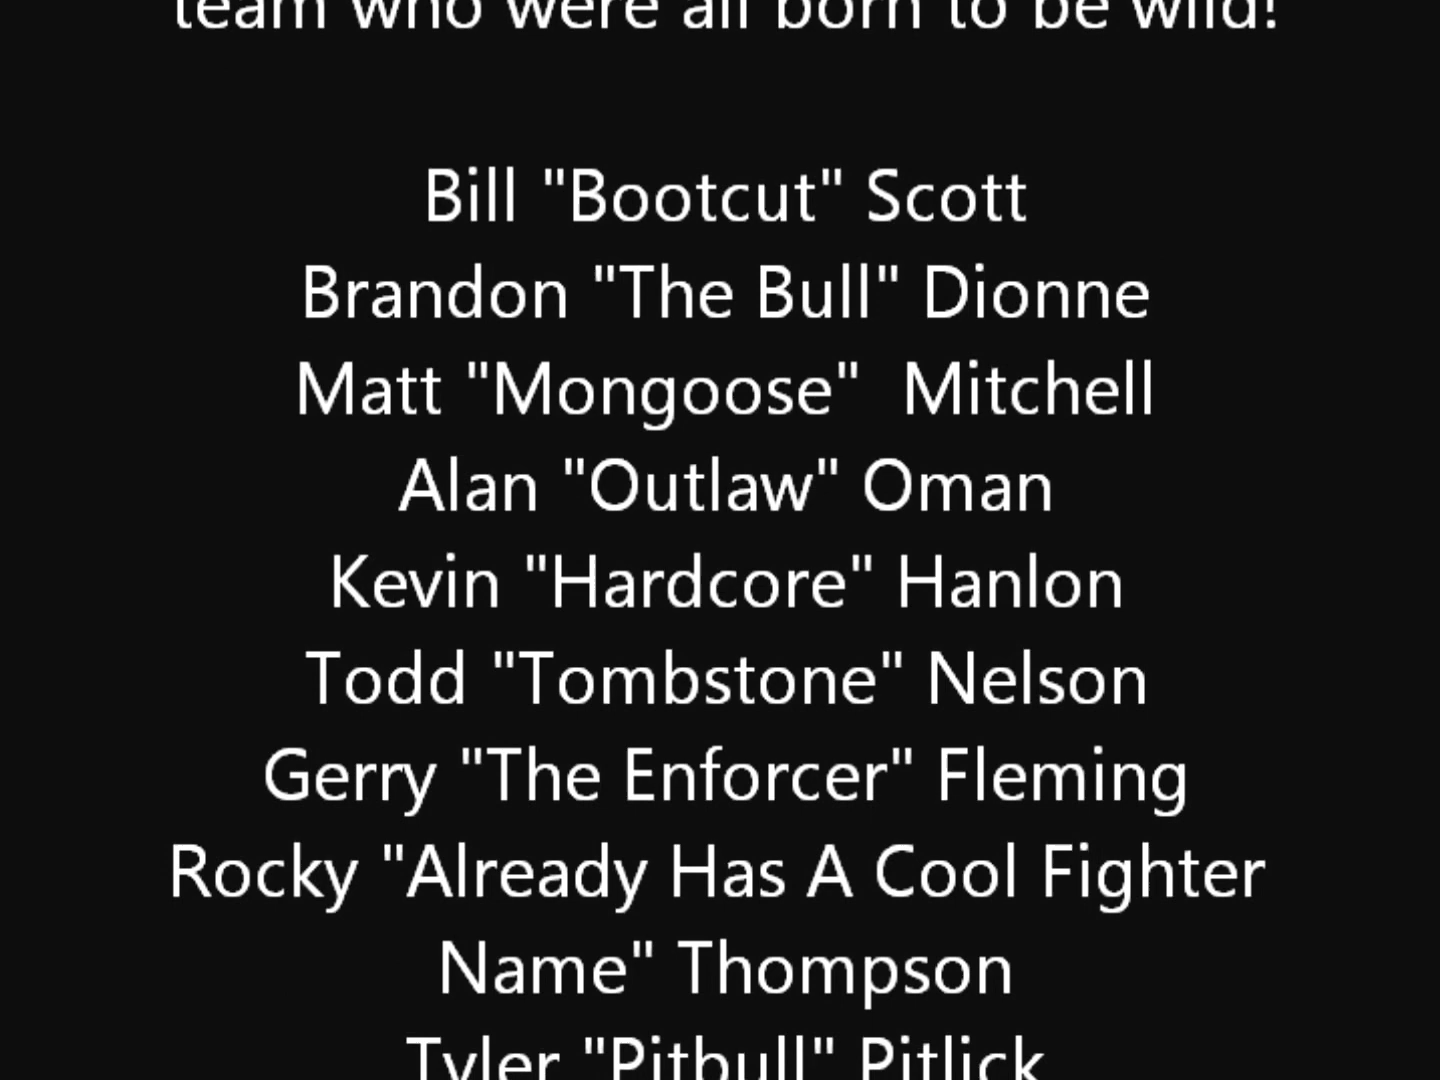 team who were all born to be wild!
Bill "Bootcut" Scott
Brandon "The Bull" Dionne
Matt "Mongoose"  Mitchell
Alan "Outlaw" Oman
Kevin "Hardcore" Hanlon
Todd "Tombstone" Nelson
Gerry "The Enforcer" Fleming
Rocky "Already Has A Cool Fighter
Name" Thompson
Tyler "Pitbull" Pitlick